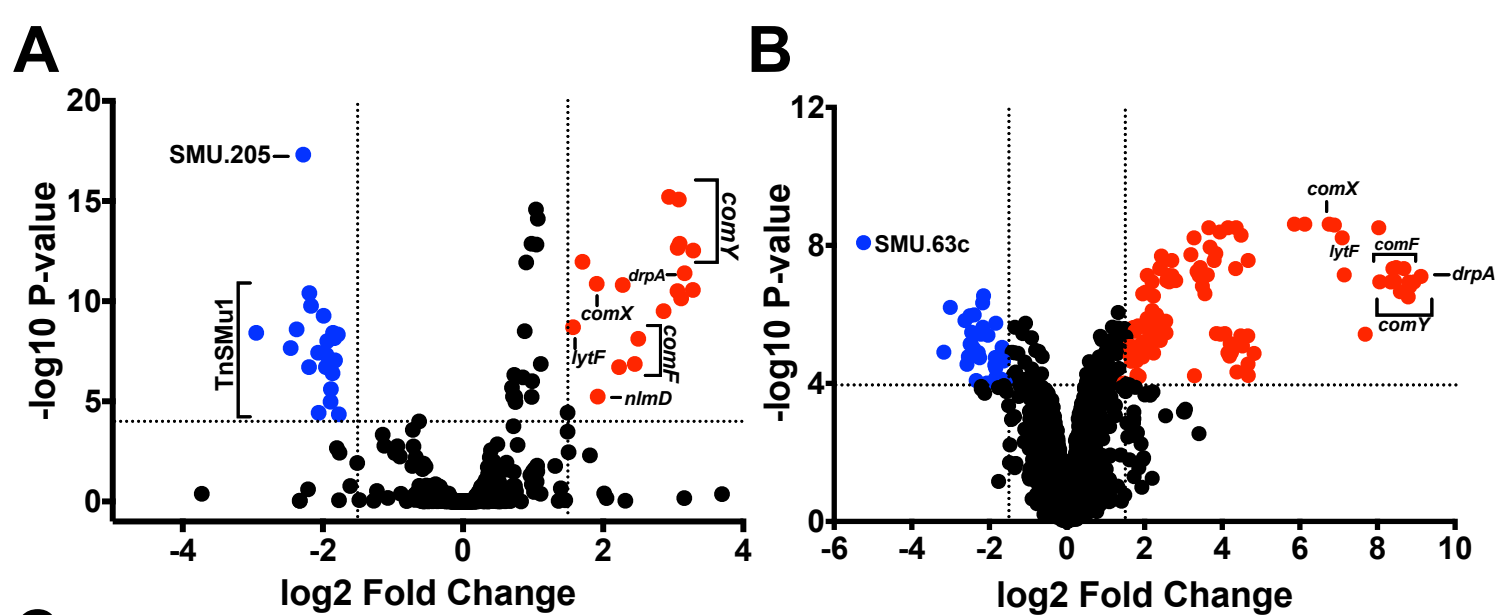 A
B
20
15
10
5
0
-log10 P-value
SMU.205
TnSMu1
comY
drpA
comX
lytF
comF
nlmD
-4
-2
0
2
4
log2 Fold Change
12
8
4
0
-log10 P-value
SMU.63c
comX
lytF
comF
drpA
comY
-6
-4
-2
0
2
4
6
8
10
log2 Fold Change